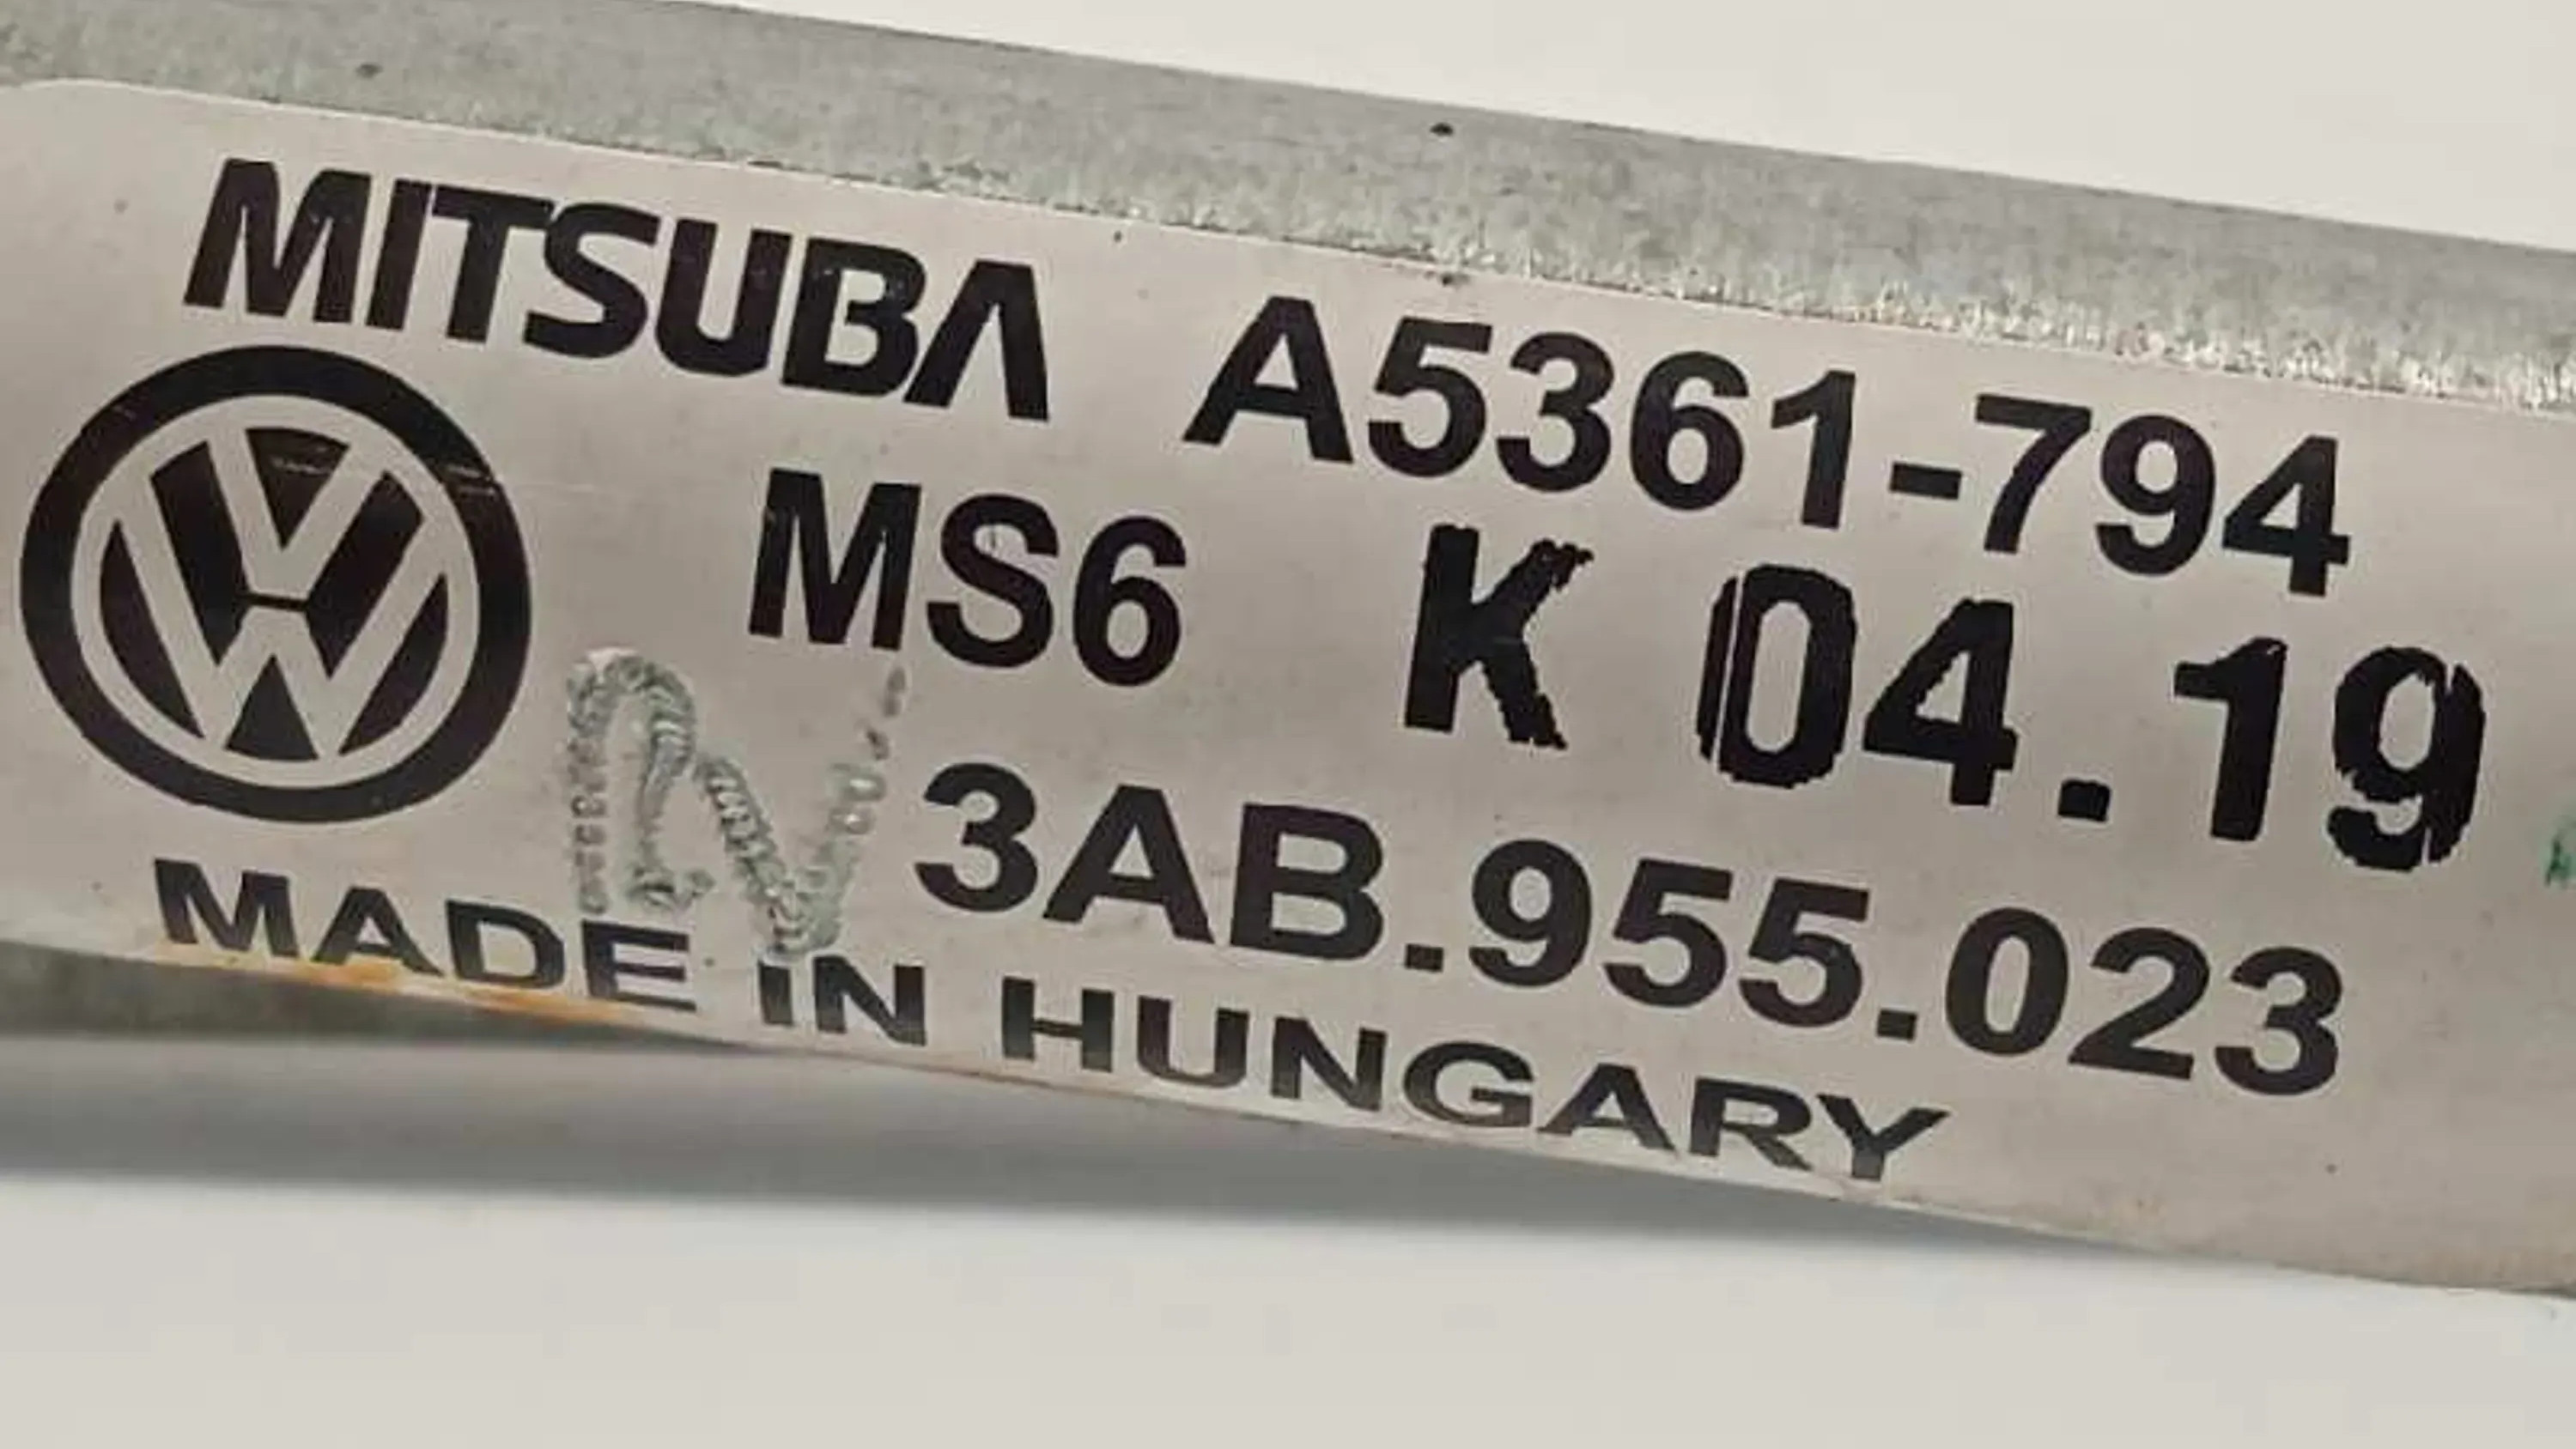 MITSUBA A5361-794
MS6 K 04.19
3AB.955.023
MADE IN HUNGARY